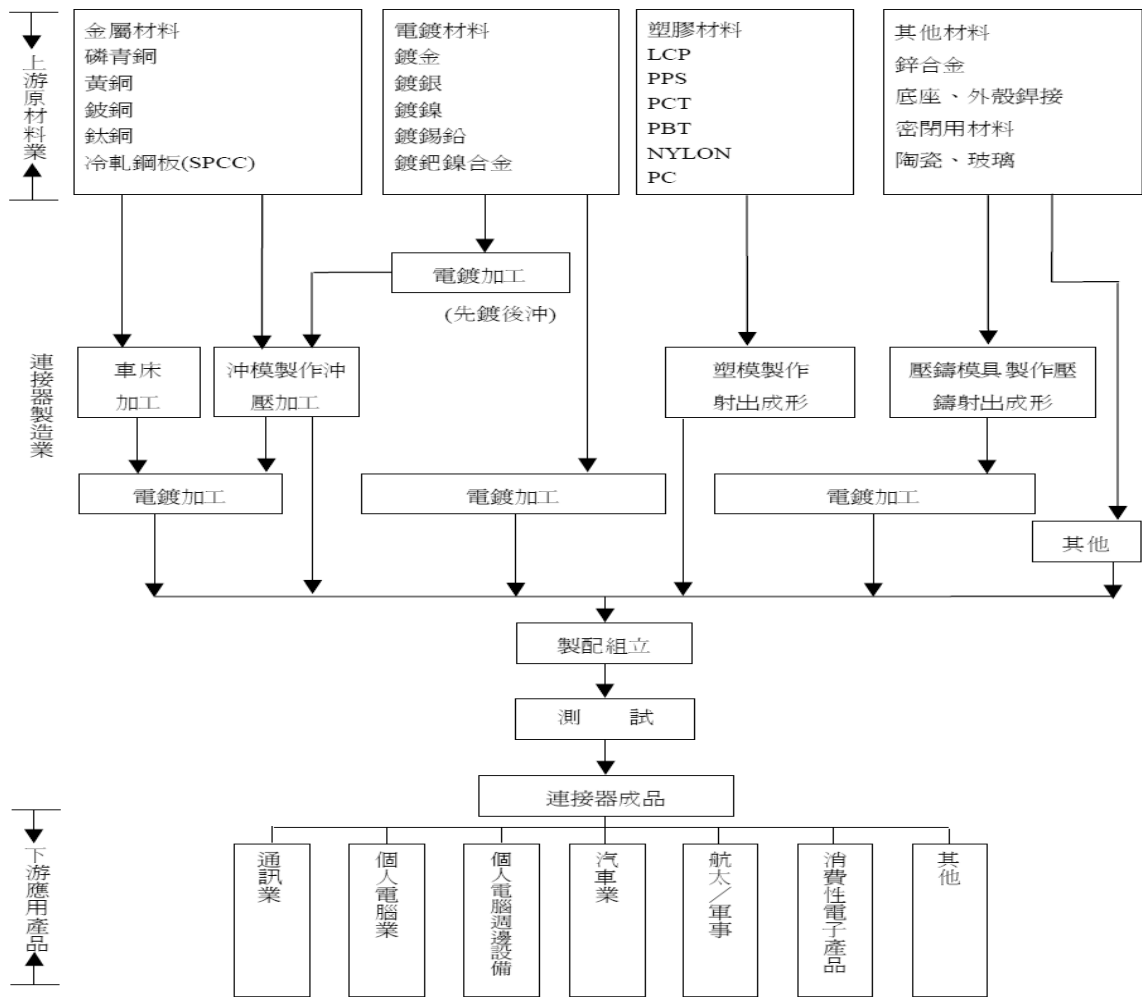 上游原材料業
金屬材料
磷青銅
黃銅
鈹銅
鈦銅
冷軋鋼板(SPCC)
電鍍材料
鍍金
鍍銀
鍍鎳
鍍錫鉛
鍍鈀鎳合金
塑膠材料
LCP
PPS
PCT
PBT
NYLON
PC
其他材料
鋅合金
底座、外殼銲接
密閉用材料
陶瓷、玻璃
連接器製造業
電鍍加工
(先鍍後沖)
車床
加工
沖模製作沖
壓加工
塑模製作
射出成形
壓鑄模具製作壓
鑄射出成形
電鍍加工
電鍍加工
電鍍加工
其他
製配組立
測 試
連接器成品
下游應用產品
通訊業
個人電腦業
個人電腦週邊設備
汽車業
航太／軍事
消費性電子產品
其他